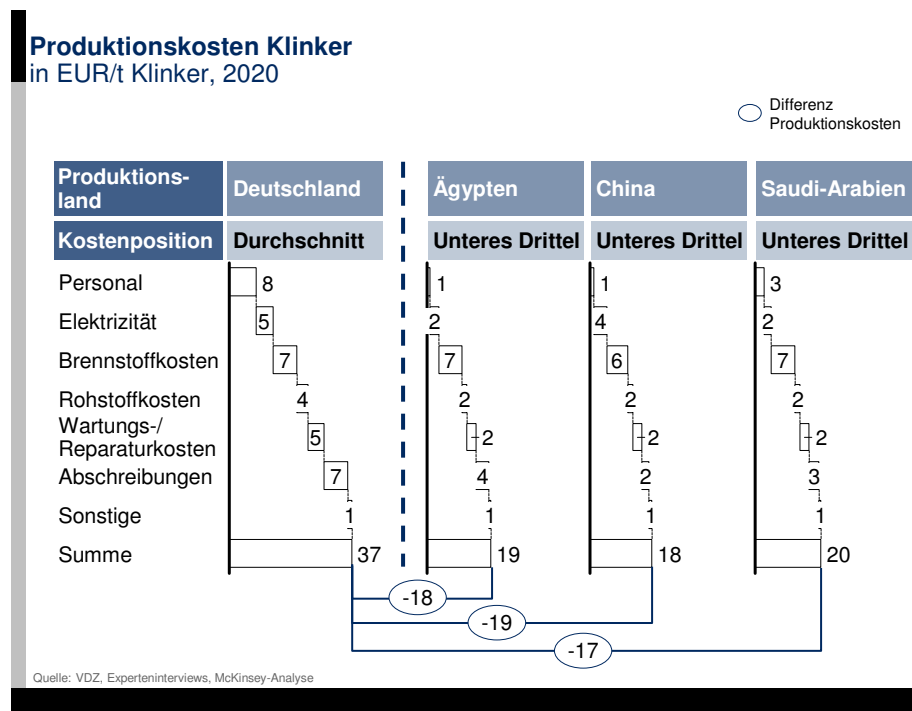 Produktionskosten Klinker
in EUR/t Klinker, 2020
Differenz
Produktionskosten
Produktions-
land
Deutschland
Ägypten
China
Saudi-Arabien
Kostenposition
Durchschnitt
Unteres Drittel
Unteres Drittel
Unteres Drittel
Personal
8
1
1
3
Elektrizität
5
2
4
2
Brennstoffkosten
7
7
6
7
Rohstoffkosten
4
2
2
2
Wartungs-/
Reparaturkosten
5
2
2
2
Abschreibungen
7
4
2
3
Sonstige
1
1
1
1
Summe
37
19
18
20
-18
-19
-17
Quelle: VDZ, Experteninterviews, McKinsey-Analyse